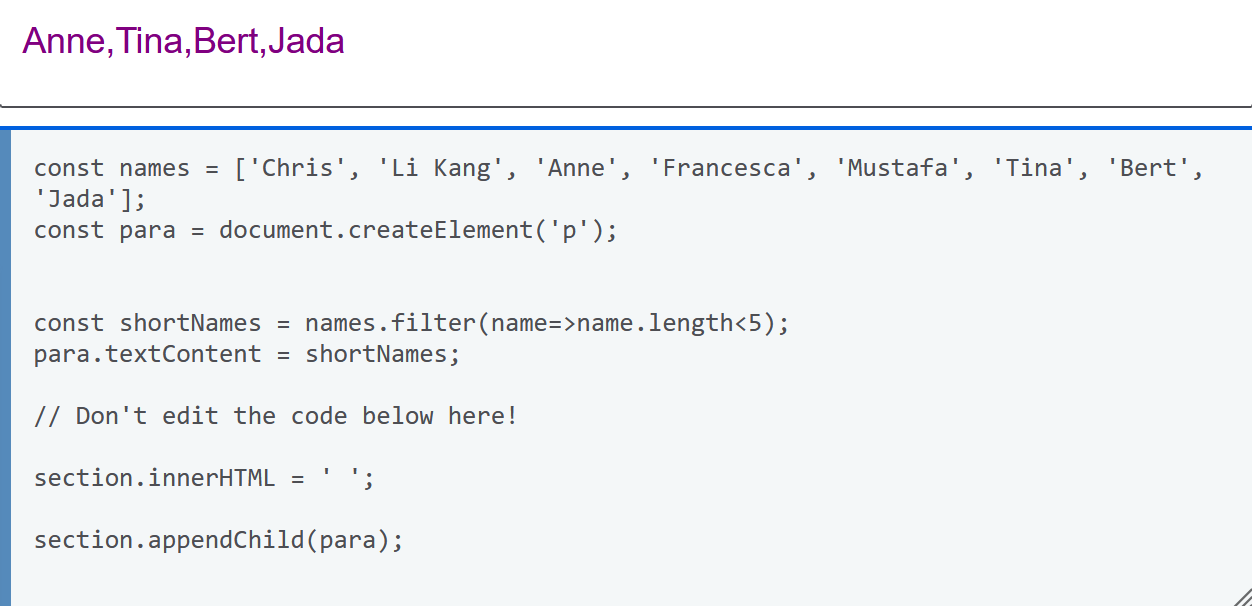 Anne,Tina,Bert,Jada
const names = ['Chris', 'Li Kang', 'Anne', 'Francesca', 'Mustafa', 'Tina', 'Bert',
'Jada'];
const para = document.createElement('p');
const shortNames = names.filter(name=>name.length<5);
para.textContent = shortNames;
// Don't edit the code below here!
section.innerHTML = ' ';
section.appendChild(para);